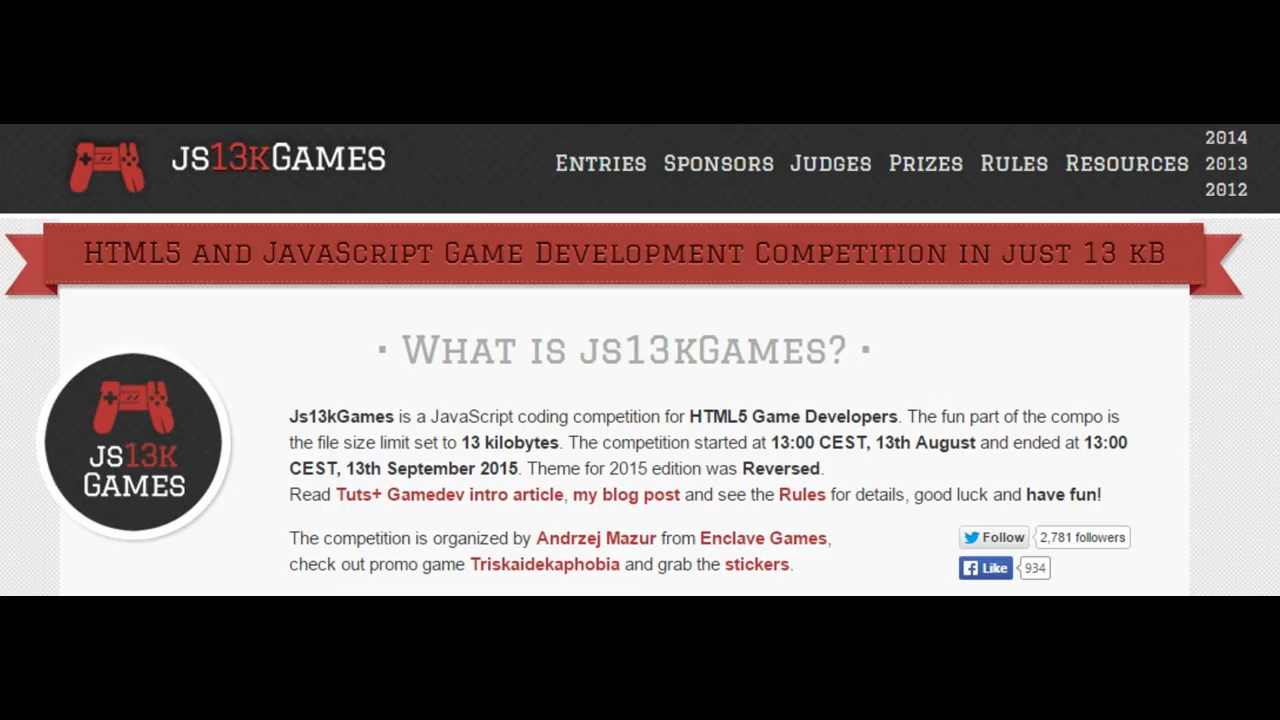 JS13KGAMES
ENTRIES SPONSORS JUDGES PRIZES RULES RESOURCES
2014
2013
2012
HTML5 AND JAVASCRIPT GAME DEVELOPMENT COMPETITION IN JUST 13 KB
· WHAT IS JS13KGAMES? ·
JS13K
GAMES
Js13kGames is a JavaScript coding competition for HTML5 Game Developers. The fun part of the compo is
the file size limit set to 13 kilobytes. The competition started at 13:00 CEST, 13th August and ended at 13:00
CEST, 13th September 2015. Theme for 2015 edition was Reversed.
Read Tuts+ Gamedev intro article, my blog post and see the Rules for details, good luck and have fun!
The competition is organized by Andrzej Mazur from Enclave Games,
check out promo game Triskaidekaphobia and grab the stickers.
Follow 2,781 followers
Like 934